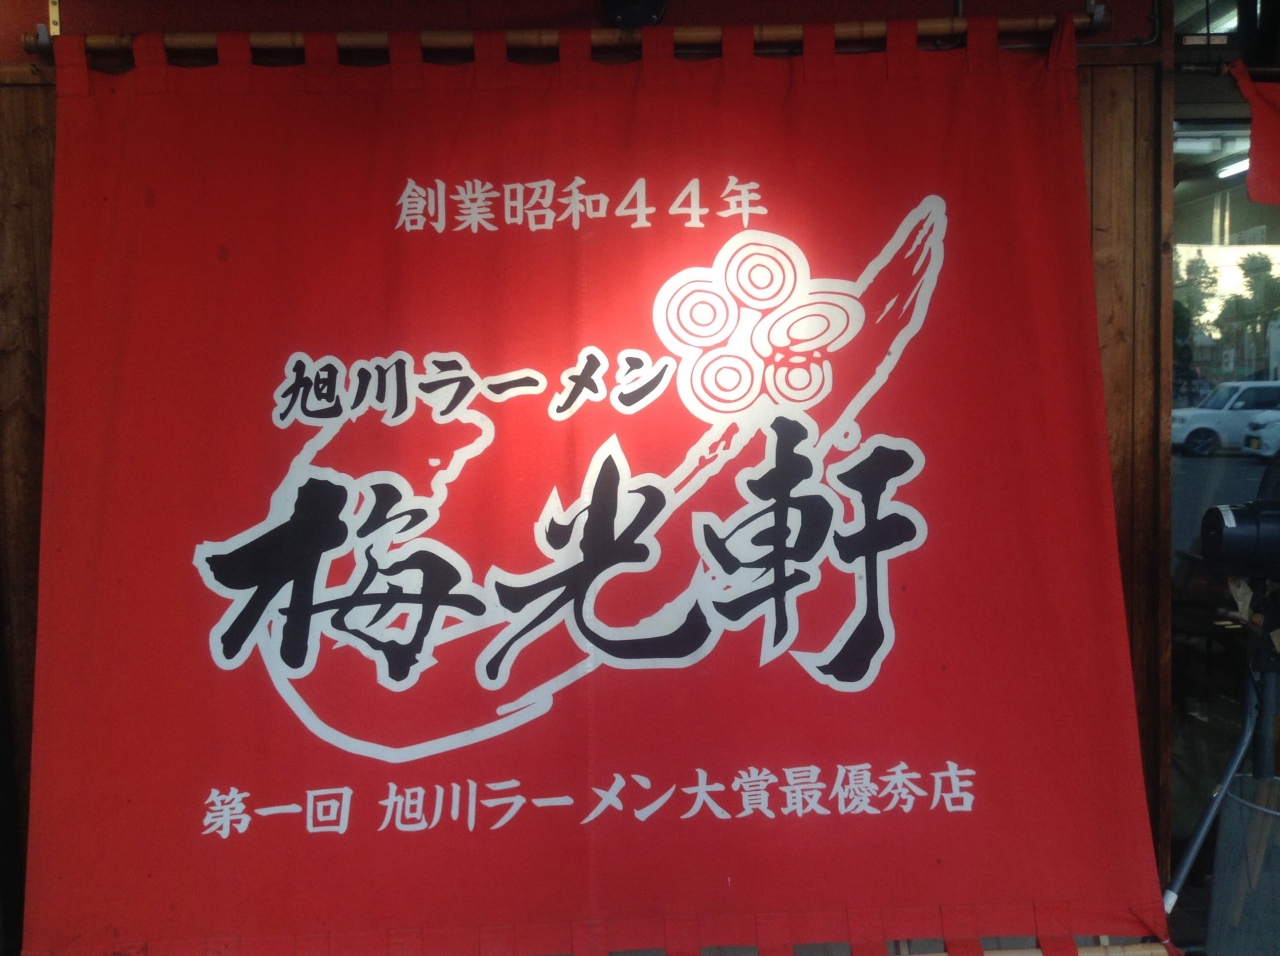 創業昭和44年
旭川ラーメン
梅光軒
第一回 旭川ラーメン大賞最優秀店